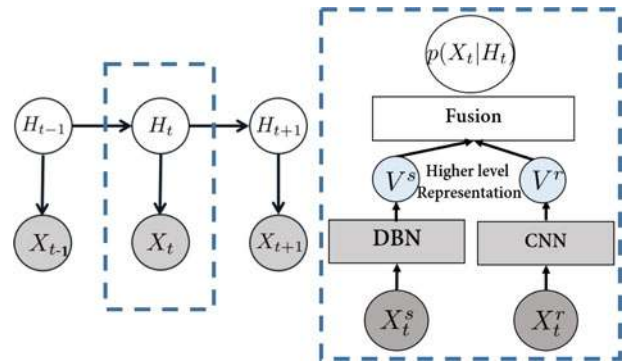 p(X_t|H_t)
Fusion
H_{t-1}
H_t
H_{t+1}
V^s
Higher level
Representation
V^r
X_{t-1}
X_t
X_{t+1}
DBN
CNN
X_t^s
X_t^r